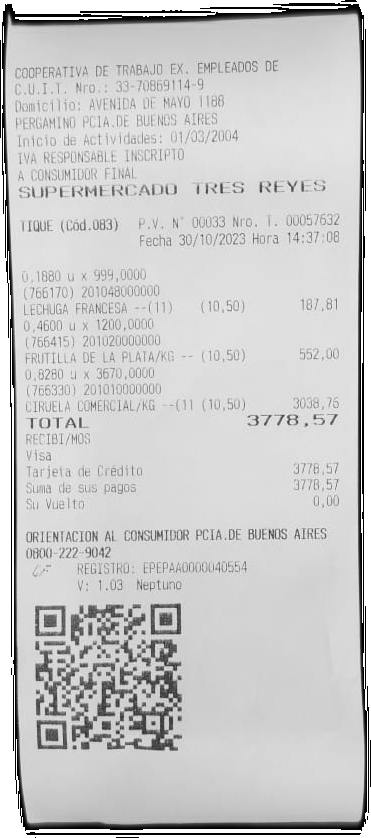 COOPERATIVA DE TRABAJO EX. EMPLEADOS DE
C.U.I.T. Nro.: 33-70869114-9
Domicilio: AVENIDA DE MAYO 1188
PERGAMINO PCIA.DE BUENOS AIRES
Inicio de Actividades: 01/03/2004
IVA RESPONSABLE INSCRIPTO
A CONSUMIDOR FINAL
SUPERMERCADO TRES REYES
TIQUE (Cód.083) P.V. N° 00033 Nro. T. 00057632
Fecha 30/10/2023 Hora 14:37:08
0,1880 u x 999,0000
(766170) 201048000000
LECHUGA FRANCESA --(11) (10,50) 187,81
0,4600 u x 1200,0000
(766415) 201020000000
FRUTILLA DE LA PLATA/KG -- (10,50) 552,00
0,8280 u x 3670,0000
(766330) 201010000000
CIRUELA COMERCIAL/KG --(11 (10,50) 3038,76
TOTAL 3778,57
RECIBI/MOS
Visa
Tarjeta de Crédito 3778,57
Suma de sus pagos 3778,57
Su Vuelto 0,00
ORIENTACION AL CONSUMIDOR PCIA.DE BUENOS AIRES
0800-222-9042
CF REGISTRO: EPEPAA0000040554
V: 1.03 Neptuno